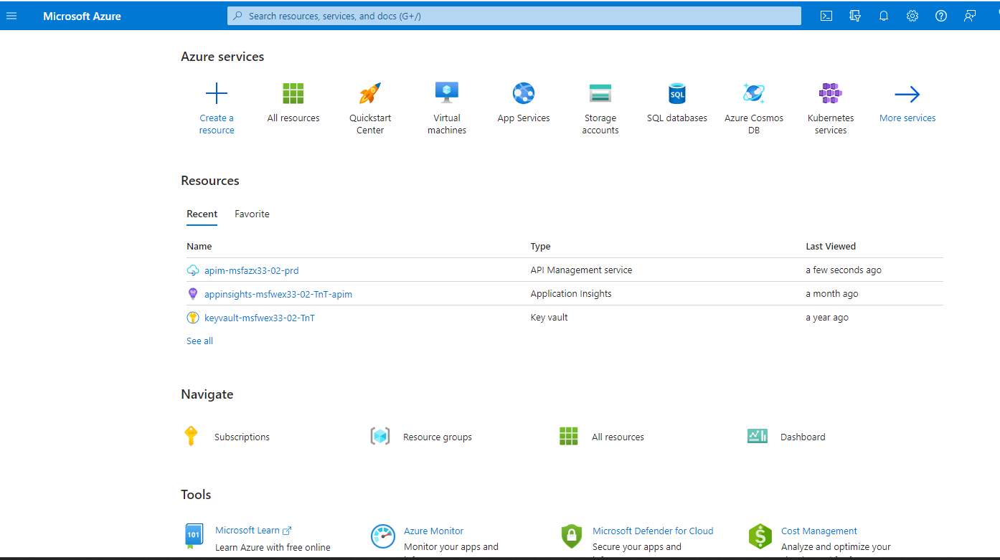 Microsoft Azure
Search resources, services, and docs (G+/)
Azure services
Create a
resource
All resources
Quickstart
Center
Virtual
machines
App Services
Storage
accounts
SQL
SQL databases
Azure Cosmos
DB
Kubernetes
services
More services
Resources
Recent Favorite
Name Type Last Viewed
apim-msfazx33-02-prd API Management service a few seconds ago
appinsights-msfwex33-02-TnT-apim Application Insights a month ago
keyvault-msfwex33-02-TnT Key vault a year ago
See all
Navigate
Subscriptions Resource groups All resources Dashboard
Tools
101
Microsoft Learn
Learn Azure with free online
Azure Monitor
Monitor your apps and
Microsoft Defender for Cloud
Secure your apps and
$
Cost Management
Analyze and optimize your